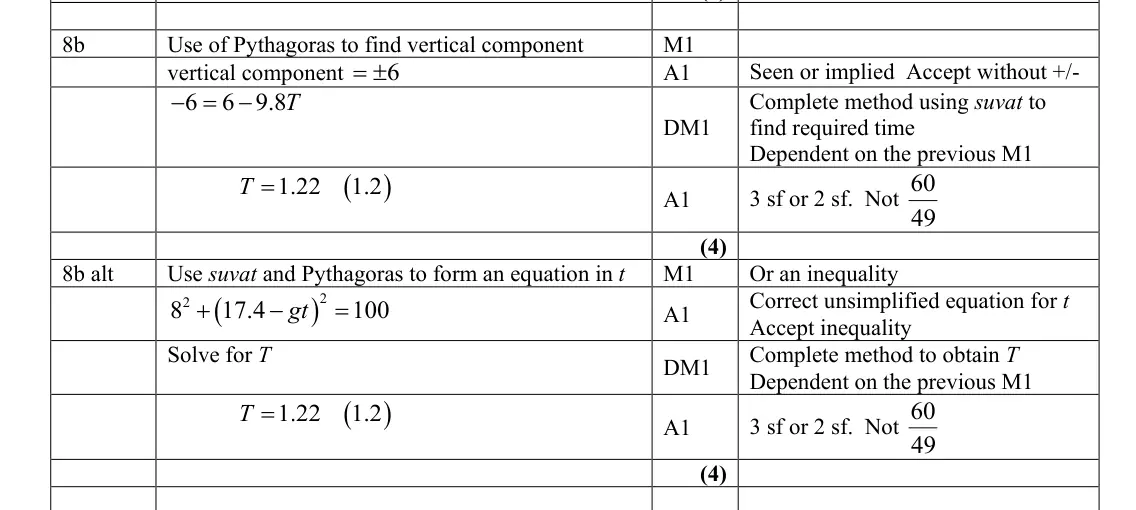 8b Use of Pythagoras to find vertical component M1
vertical component = ±6 A1 Seen or implied Accept without +/-
−6 = 6 − 9.8T DM1 Complete method using suvat to
find required time
Dependent on the previous M1
T = 1.22 (1.2) A1 3 sf or 2 sf. Not 60/49
(4)
8b alt Use suvat and Pythagoras to form an equation in t M1 Or an inequality
8² + (17.4 − gt)² = 100 A1 Correct unsimplified equation for t
Accept inequality
Solve for T DM1 Complete method to obtain T
Dependent on the previous M1
T = 1.22 (1.2) A1 3 sf or 2 sf. Not 60/49
(4)